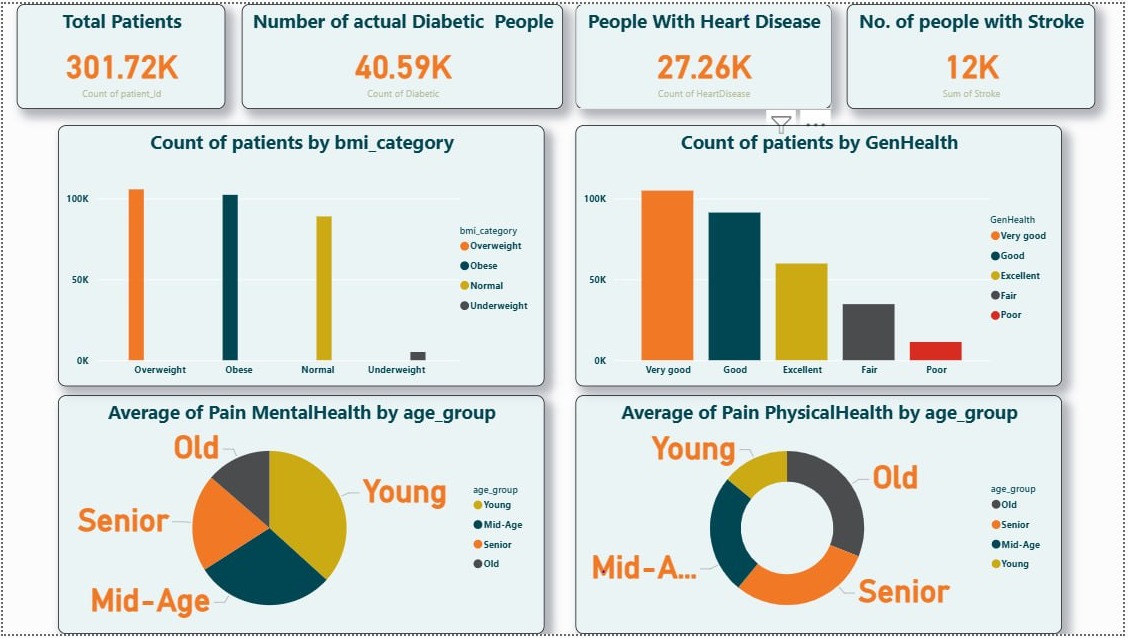 Total Patients
301.72K
Count of patient_id
Number of actual Diabetic  People
40.59K
Count of Diabetic
People With Heart Disease
27.26K
Count of HeartDisease
No. of people with Stroke
12K
Sum of Stroke
Count of patients by bmi_category
100K
50K
0K
Overweight
Obese
Normal
Underweight
bmi_category
Overweight
Obese
Normal
Underweight
Count of patients by GenHealth
100K
50K
0K
Very good
Good
Excellent
Fair
Poor
GenHealth
Very good
Good
Excellent
Fair
Poor
Average of Pain MentalHealth by age_group
Old
Young
Senior
Mid-Age
age_group
Young
Mid-Age
Senior
Old
Average of Pain PhysicalHealth by age_group
Young
Old
Mid-A...
Senior
age_group
Old
Senior
Mid-Age
Young